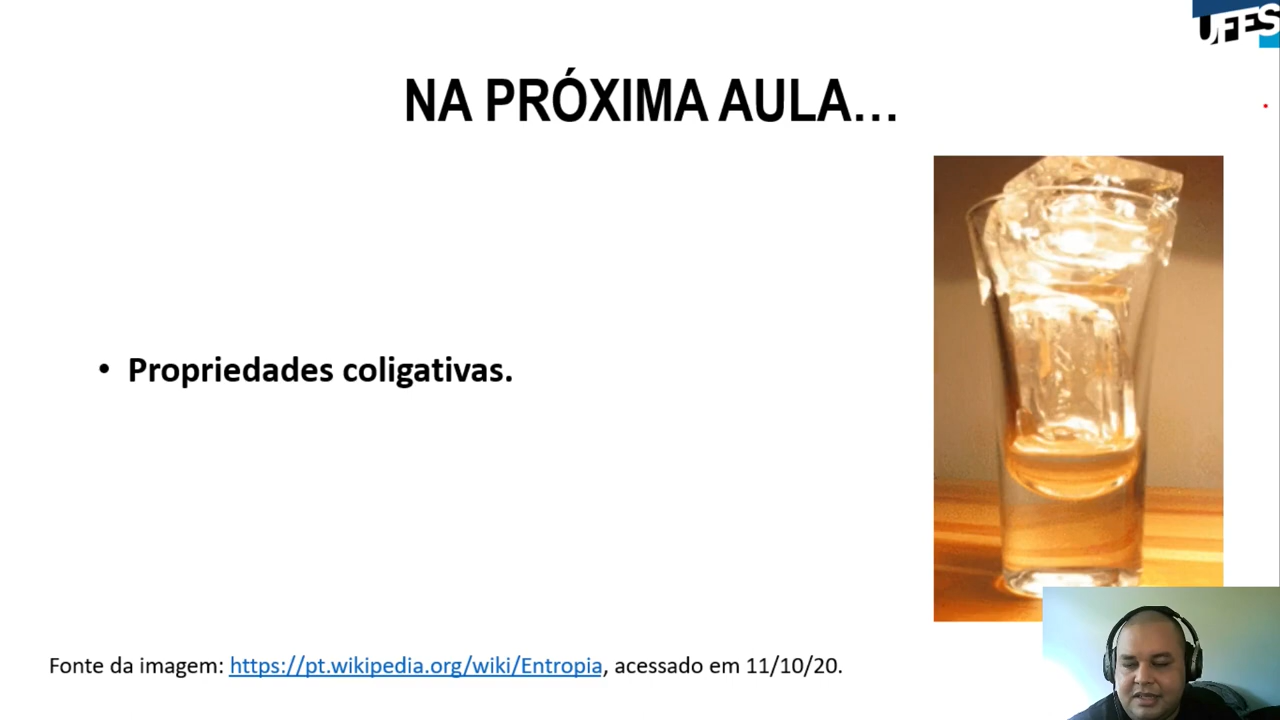 UFES
NA PRÓXIMA AULA...
• Propriedades coligativas.
Fonte da imagem: https://pt.wikipedia.org/wiki/Entropia, acessado em 11/10/20.